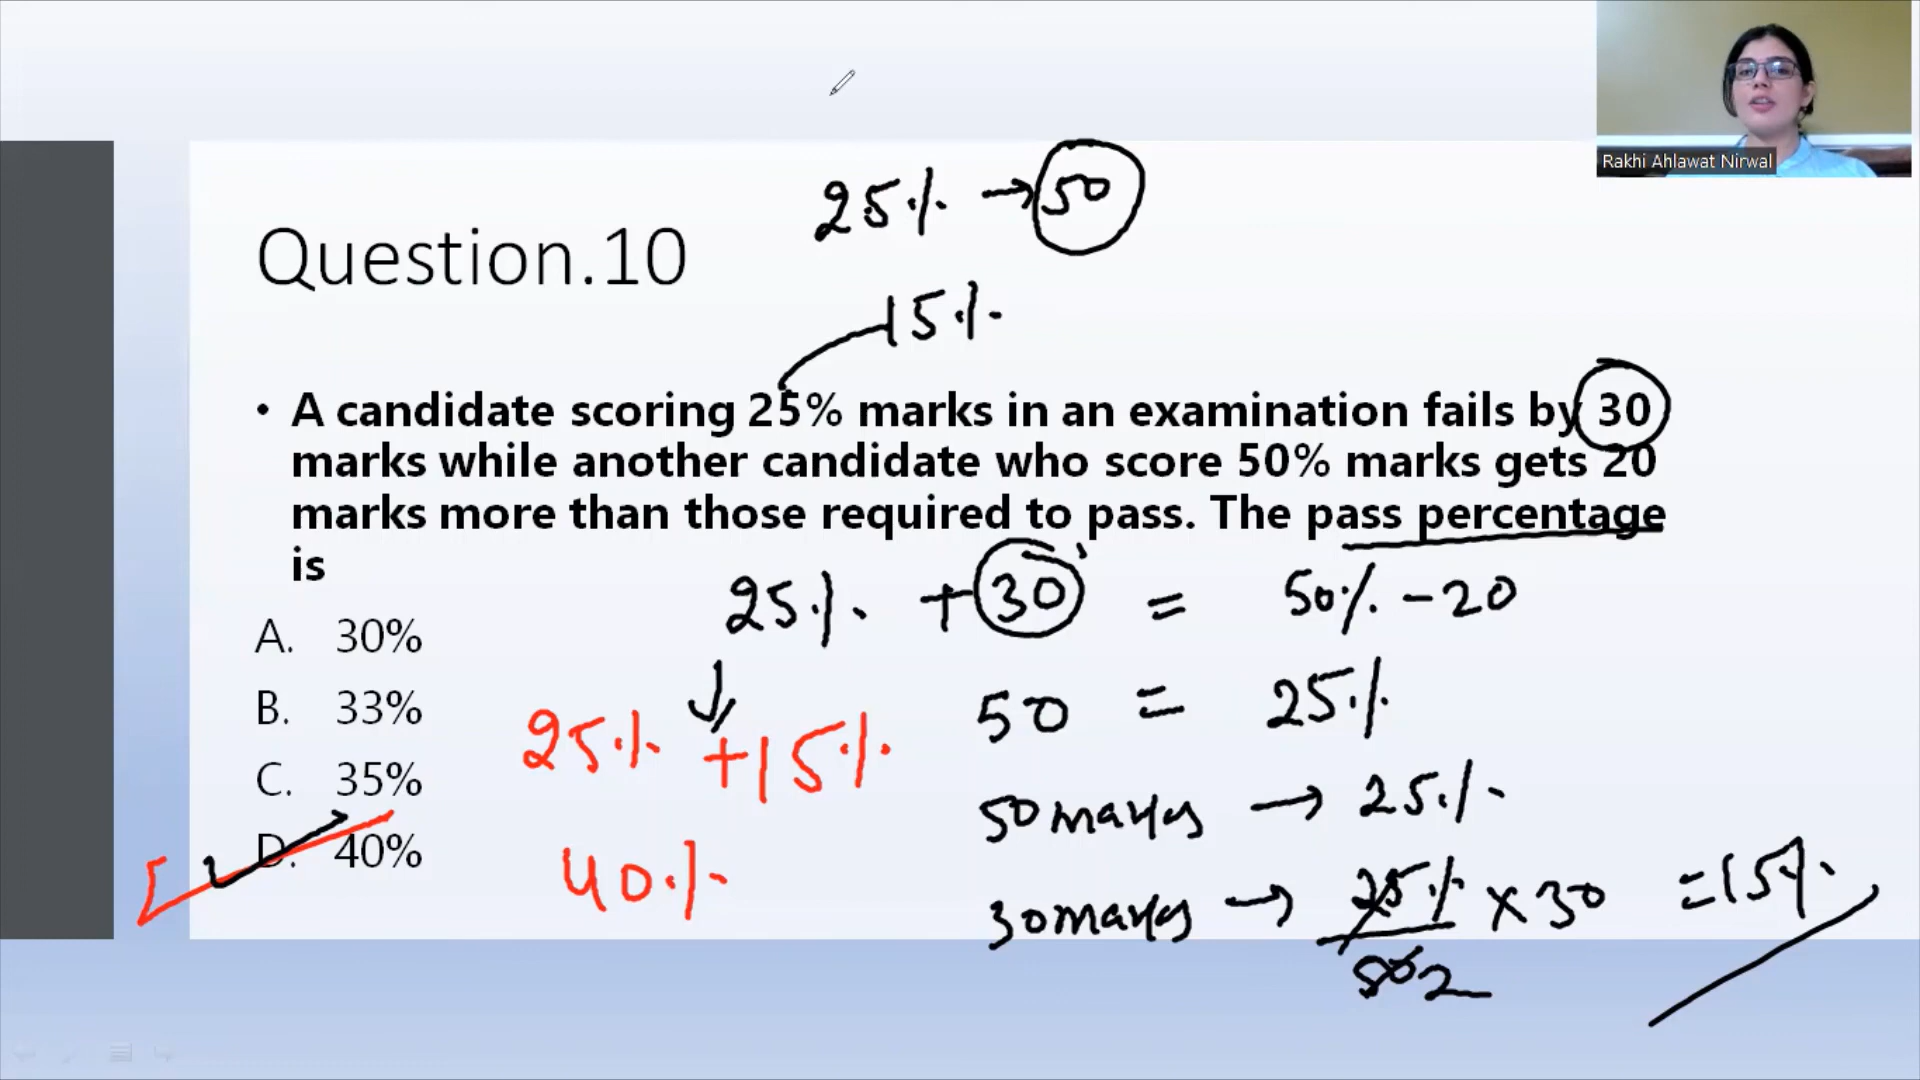 Rakhi Ahlawat Nirwal
25% → 50
Question.10
15%
• A candidate scoring 25% marks in an examination fails by 30
marks while another candidate who score 50% marks gets 20
marks more than those required to pass. The pass percentage
is
25% + 30 = 50% - 20
A. 30%
B. 33%
50 = 25%
25% +15%
C. 35%
50 marks → 25%
D. 40%
40%
30 marks → 25% × 30 = 15%
50 2